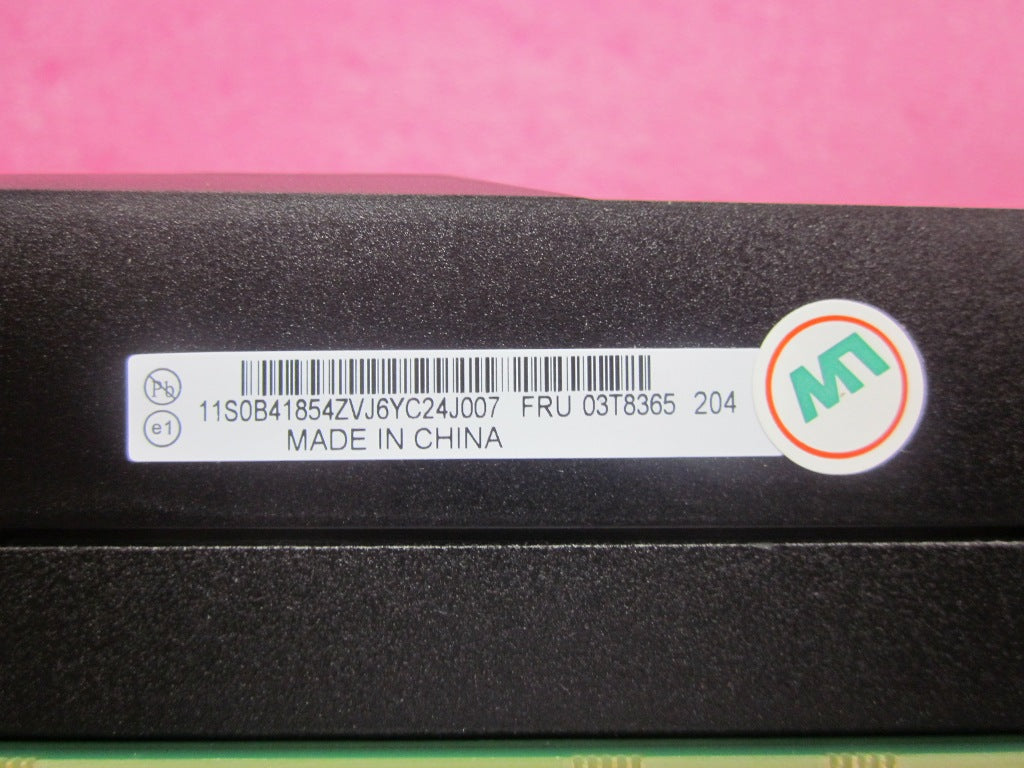 Pb
11S0B41854ZVJ6YC24J007 FRU 03T8365 204
e1
MADE IN CHINA